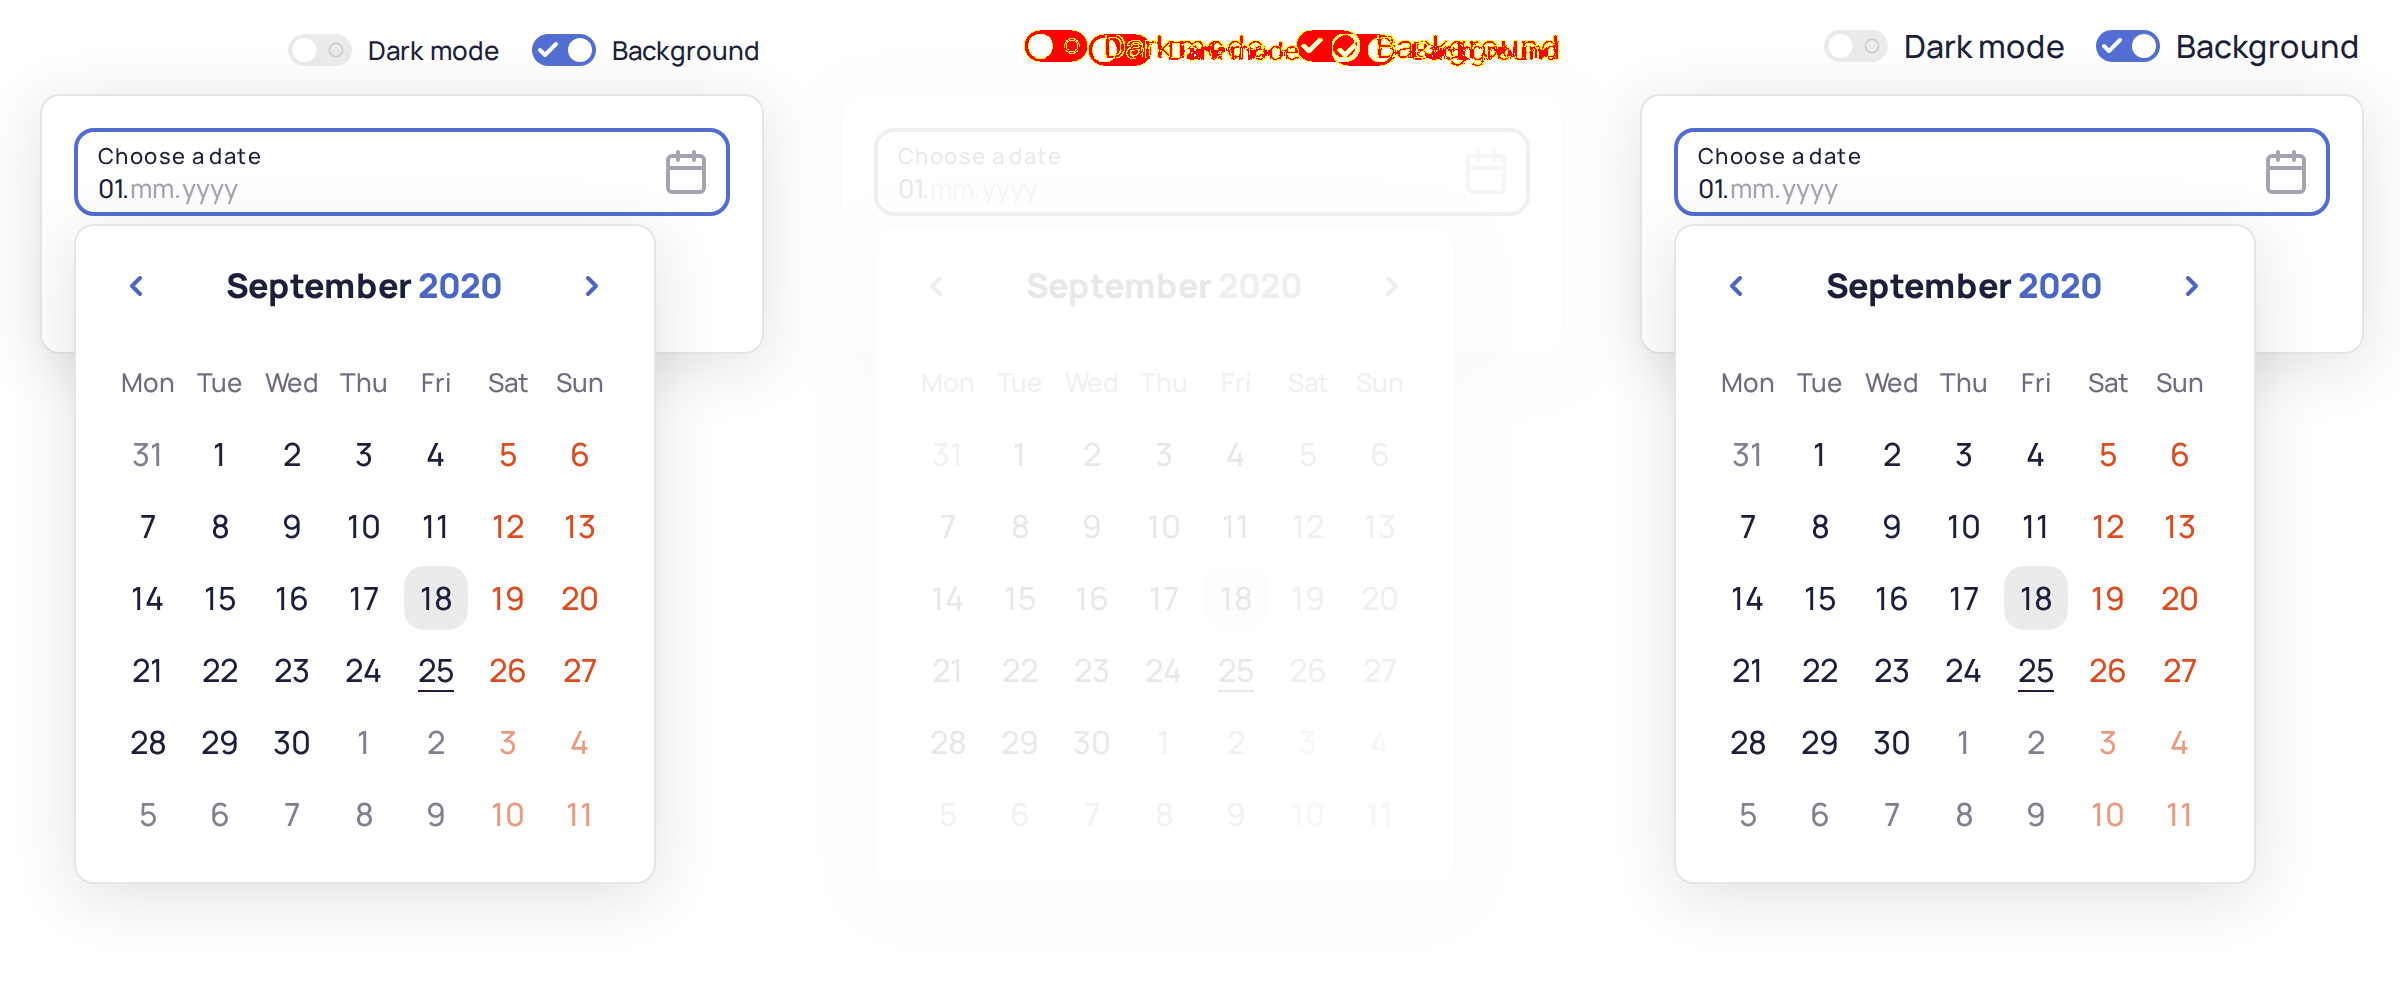 Dark mode Background
Choose a date
01.mm.yyyy
September 2020
Mon Tue Wed Thu Fri Sat Sun
31 1 2 3 4 5 6
7 8 9 10 11 12 13
14 15 16 17 18 19 20
21 22 23 24 25 26 27
28 29 30 1 2 3 4
5 6 7 8 9 10 11
Dark mode Background
Dark mode Background
Choose a date
01.mm.yyyy
September 2020
Mon Tue Wed Thu Fri Sat Sun
31 1 2 3 4 5 6
7 8 9 10 11 12 13
14 15 16 17 18 19 20
21 22 23 24 25 26 27
28 29 30 1 2 3 4
5 6 7 8 9 10 11
Dark mode Background
Choose a date
01.mm.yyyy
September 2020
Mon Tue Wed Thu Fri Sat Sun
31 1 2 3 4 5 6
7 8 9 10 11 12 13
14 15 16 17 18 19 20
21 22 23 24 25 26 27
28 29 30 1 2 3 4
5 6 7 8 9 10 11